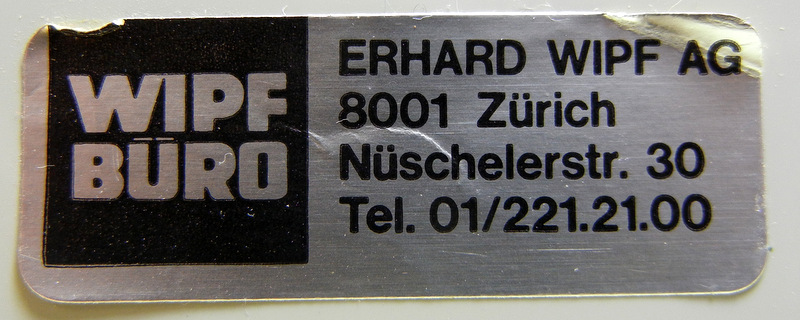 WIPF
BÜRO
ERHARD WIPF AG
8001 Zürich
Nüschelerstr. 30
Tel. 01/221.21.00